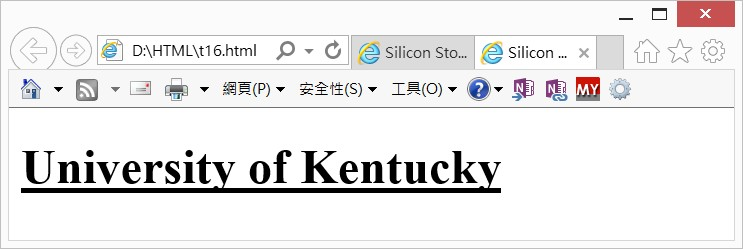 D:\HTML\t16.html Silicon Sto... Silicon ...
網頁(P) 安全性(S) 工具(O) ? N N MY
University of Kentucky